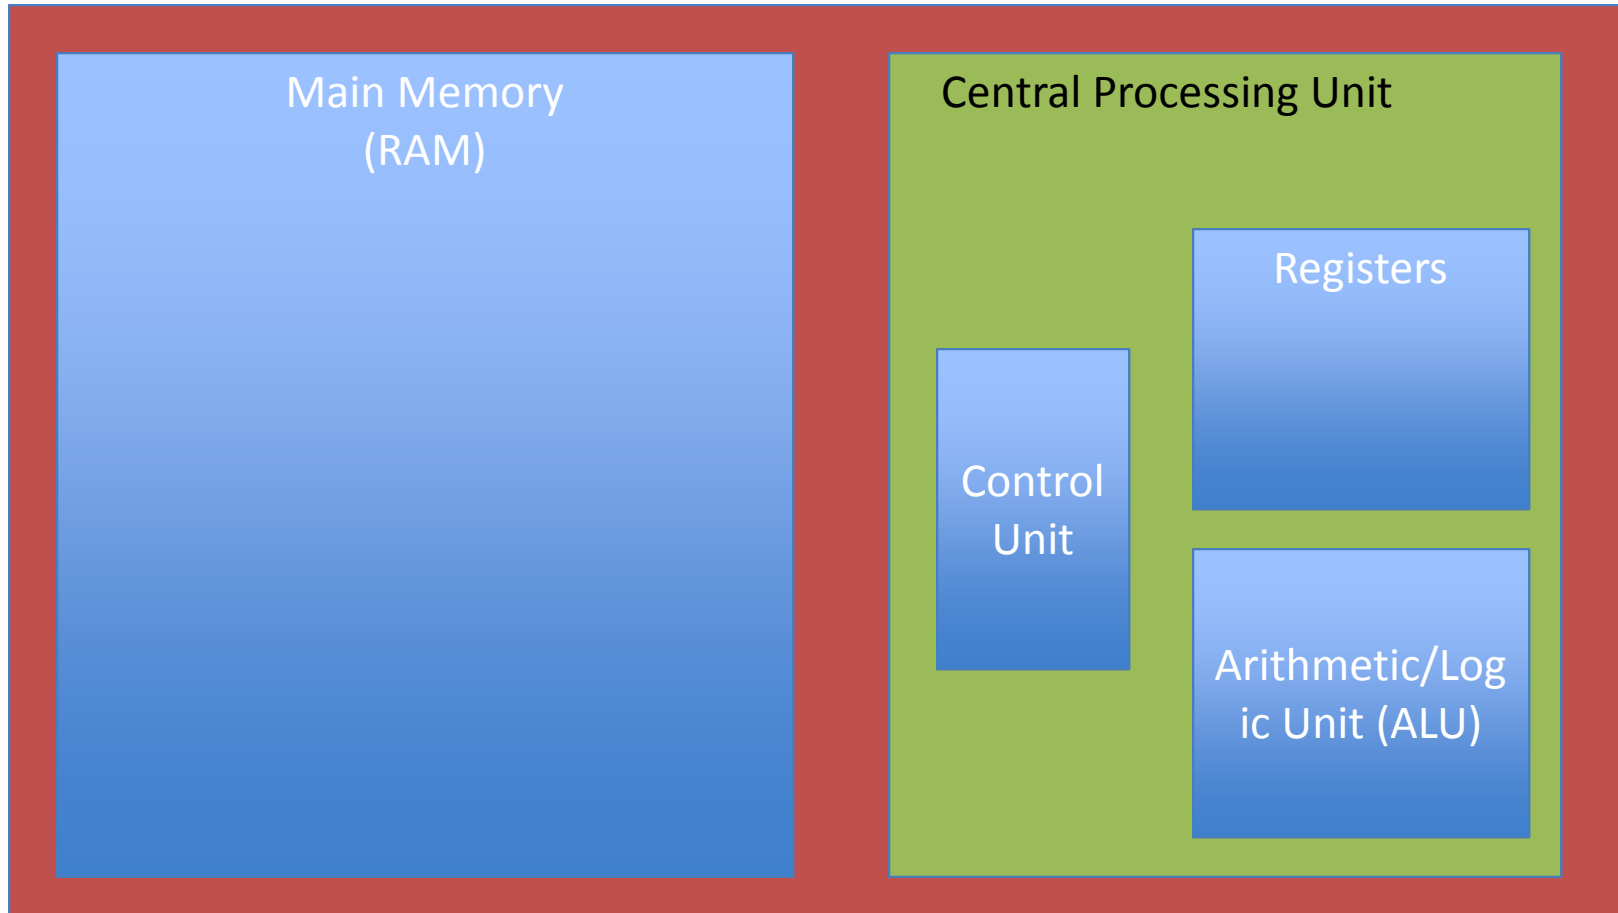 Main Memory
(RAM)
Central Processing Unit
Registers
Control
Unit
Arithmetic/Log
ic Unit (ALU)